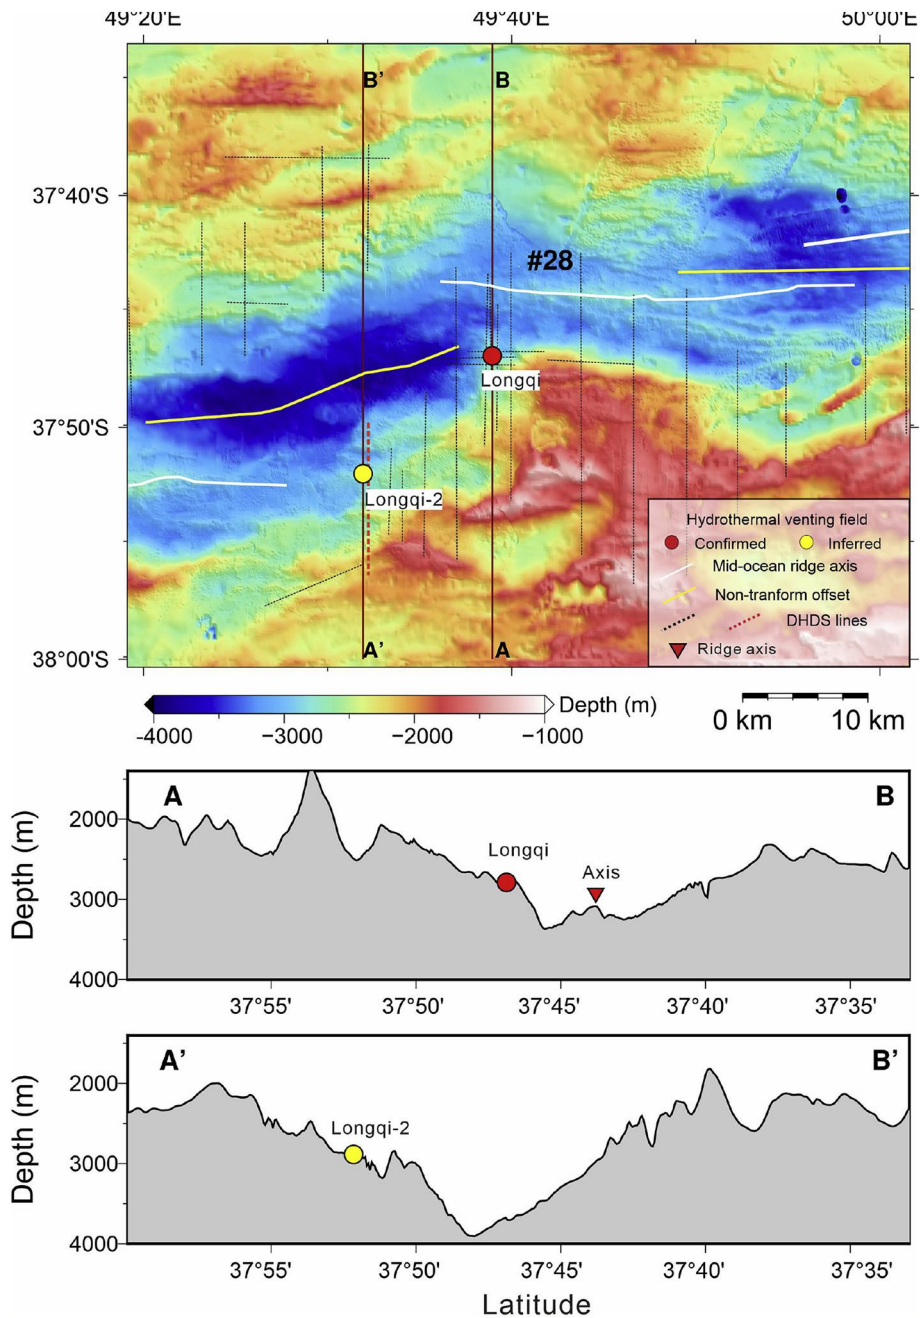 49°20'E 49°40'E 50°00'E
B' B
37°40'S
#28
Longqi
37°50'S
Longqi-2
Hydrothermal venting field
Confirmed Inferred
Mid-ocean ridge axis
Non-tranform offset
DHDS lines
Ridge axis
38°00'S
A' A
Depth (m)
-4000 −3000 −2000 −1000
0 km 10 km
A B
2000
Longqi
Axis
3000
4000
Depth (m)
37°55' 37°50' 37°45' 37°40' 37°35'
A' B'
2000
Longqi-2
3000
4000
Depth (m)
37°55' 37°50' 37°45' 37°40' 37°35'
Latitude